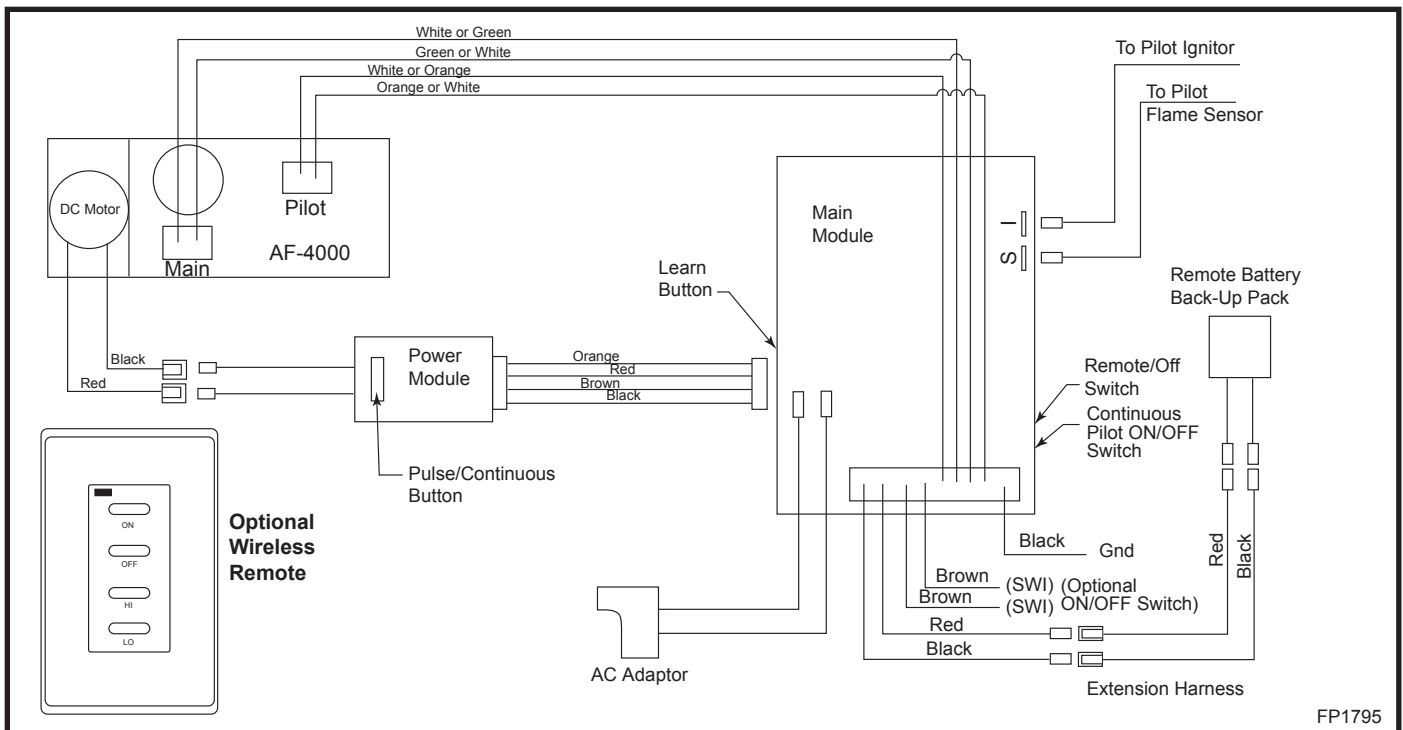 White or Green
Green or White
White or Orange
Orange or White
To Pilot Ignitor
To Pilot
Flame Sensor
DC Motor
Pilot
Main
AF-4000
Main
Module
I
S
Learn
Button
Remote Battery
Back-Up Pack
Black
Red
Power
Module
Orange
Red
Brown
Black
Remote/Off
Switch
Continuous
Pilot ON/OFF
Switch
Pulse/Continuous
Button
ON
OFF
HI
LO
Optional
Wireless
Remote
Black
Gnd
Brown
(SWI) (Optional
Brown
(SWI) ON/OFF Switch)
Red
Black
Red
Black
AC Adaptor
Extension Harness
FP1795